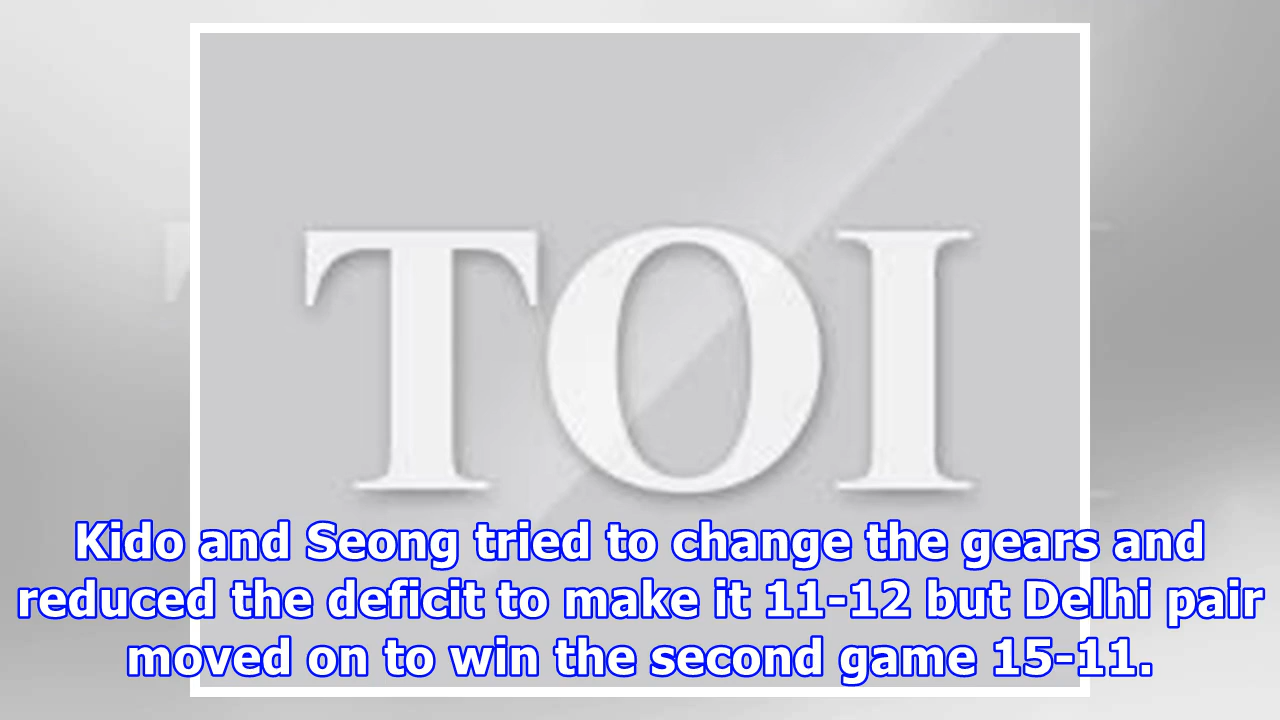 TOI
Kido and Seong tried to change the gears and
reduced the deficit to make it 11-12 but Delhi pair
moved on to win the second game 15-11.